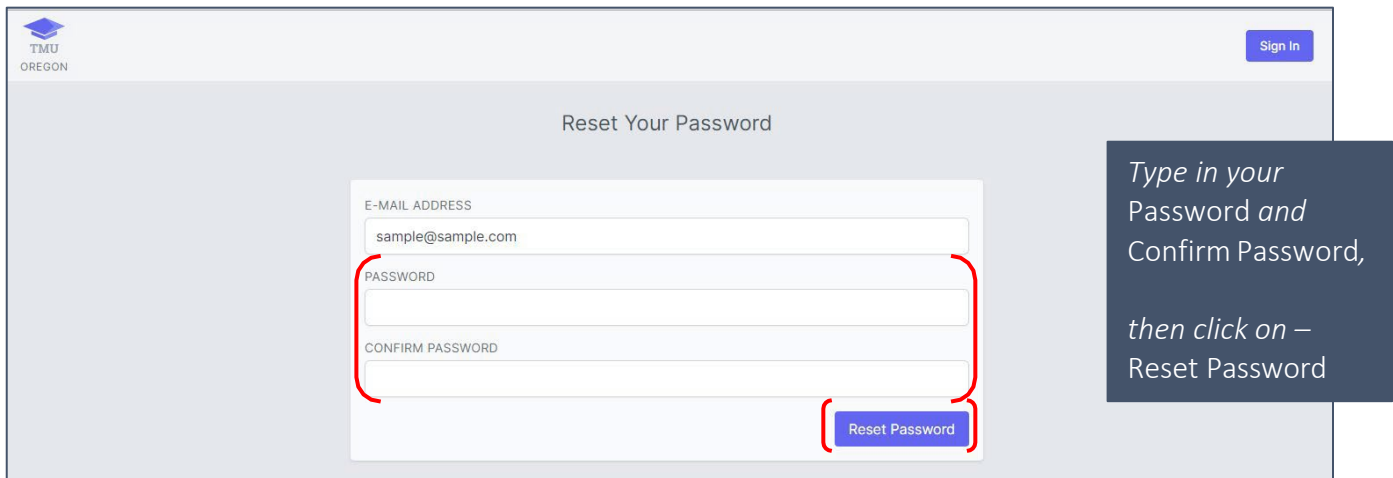 TMU
OREGON
Sign In
Reset Your Password
E-MAIL ADDRESS
sample@sample.com
PASSWORD
CONFIRM PASSWORD
Reset Password
Type in your
Password and
Confirm Password,
then click on –
Reset Password